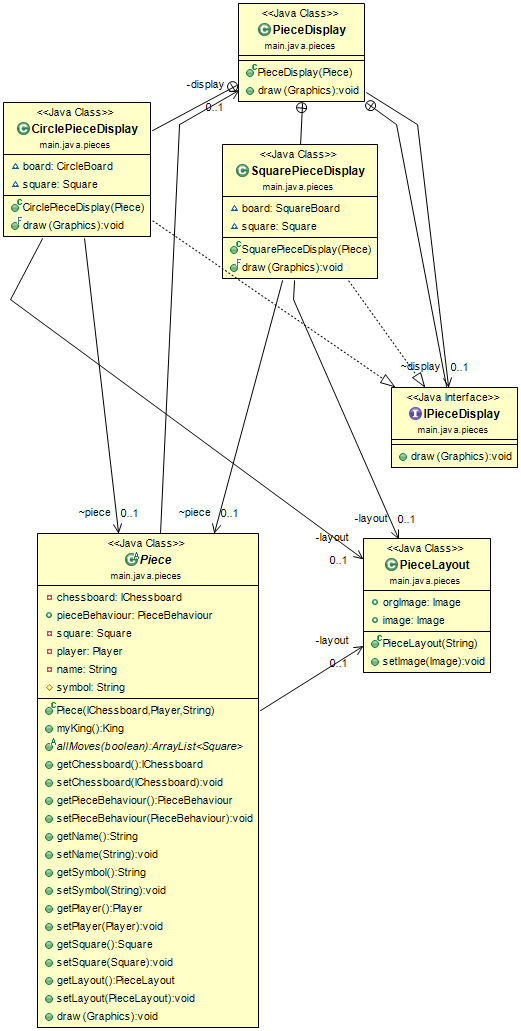 <<Java Class>>
PieceDisplay
main.java.pieces
PieceDisplay(Piece)
draw(Graphics):void
-display
0..1
<<Java Class>>
CirclePieceDisplay
main.java.pieces
board: CircleBoard
square: Square
CirclePieceDisplay(Piece)
draw(Graphics):void
<<Java Class>>
SquarePieceDisplay
main.java.pieces
board: SquareBoard
square: Square
SquarePieceDisplay(Piece)
draw(Graphics):void
~display
0..1
<<Java Interface>>
IPieceDisplay
main.java.pieces
draw(Graphics):void
~piece
0..1
~piece
0..1
-layout
0..1
-layout
0..1
<<Java Class>>
Piece
main.java.pieces
chessboard: IChessboard
pieceBehaviour: PieceBehaviour
square: Square
player: Player
name: String
symbol: String
Piece(IChessboard,Player,String)
myKing():King
allMoves(boolean):ArrayList<Square>
getChessboard():IChessboard
setChessboard(IChessboard):void
getPieceBehaviour():PieceBehaviour
setPieceBehaviour(PieceBehaviour):void
getName():String
setName(String):void
getSymbol():String
setSymbol(String):void
getPlayer():Player
setPlayer(Player):void
getSquare():Square
setSquare(Square):void
getLayout():PieceLayout
setLayout(PieceLayout):void
draw(Graphics):void
<<Java Class>>
PieceLayout
main.java.pieces
orgImage: Image
image: Image
PieceLayout(String)
setImage(Image):void
-layout
0..1